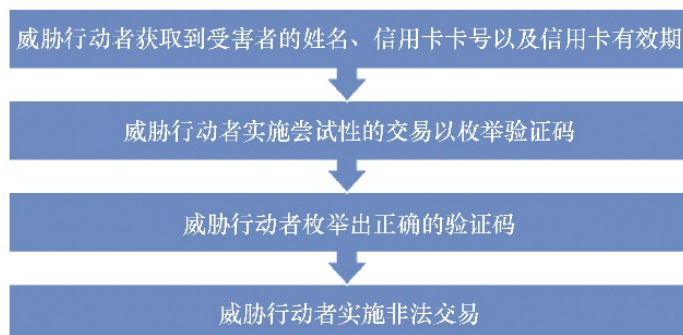 威胁行动者获取到受害者的姓名、信用卡卡号以及信用卡有效期
威胁行动者实施尝试性的交易以枚举验证码
威胁行动者枚举出正确的验证码
威胁行动者实施非法交易